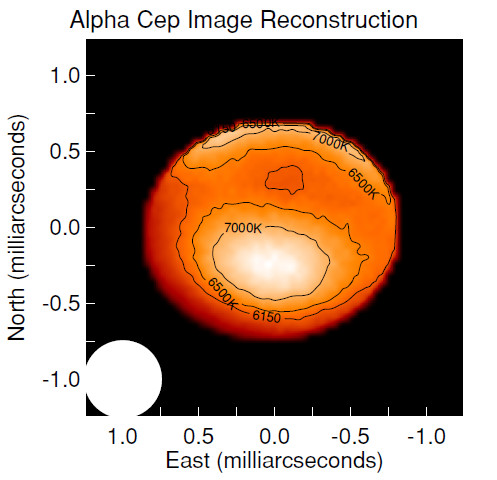 Alpha Cep Image Reconstruction
North (milliarcseconds)
1.0
0.5
0.0
-0.5
-1.0
6500K
7000K
6500K
7000K
6500K
6150
1.0 0.5 0.0 -0.5 -1.0
East (milliarcseconds)